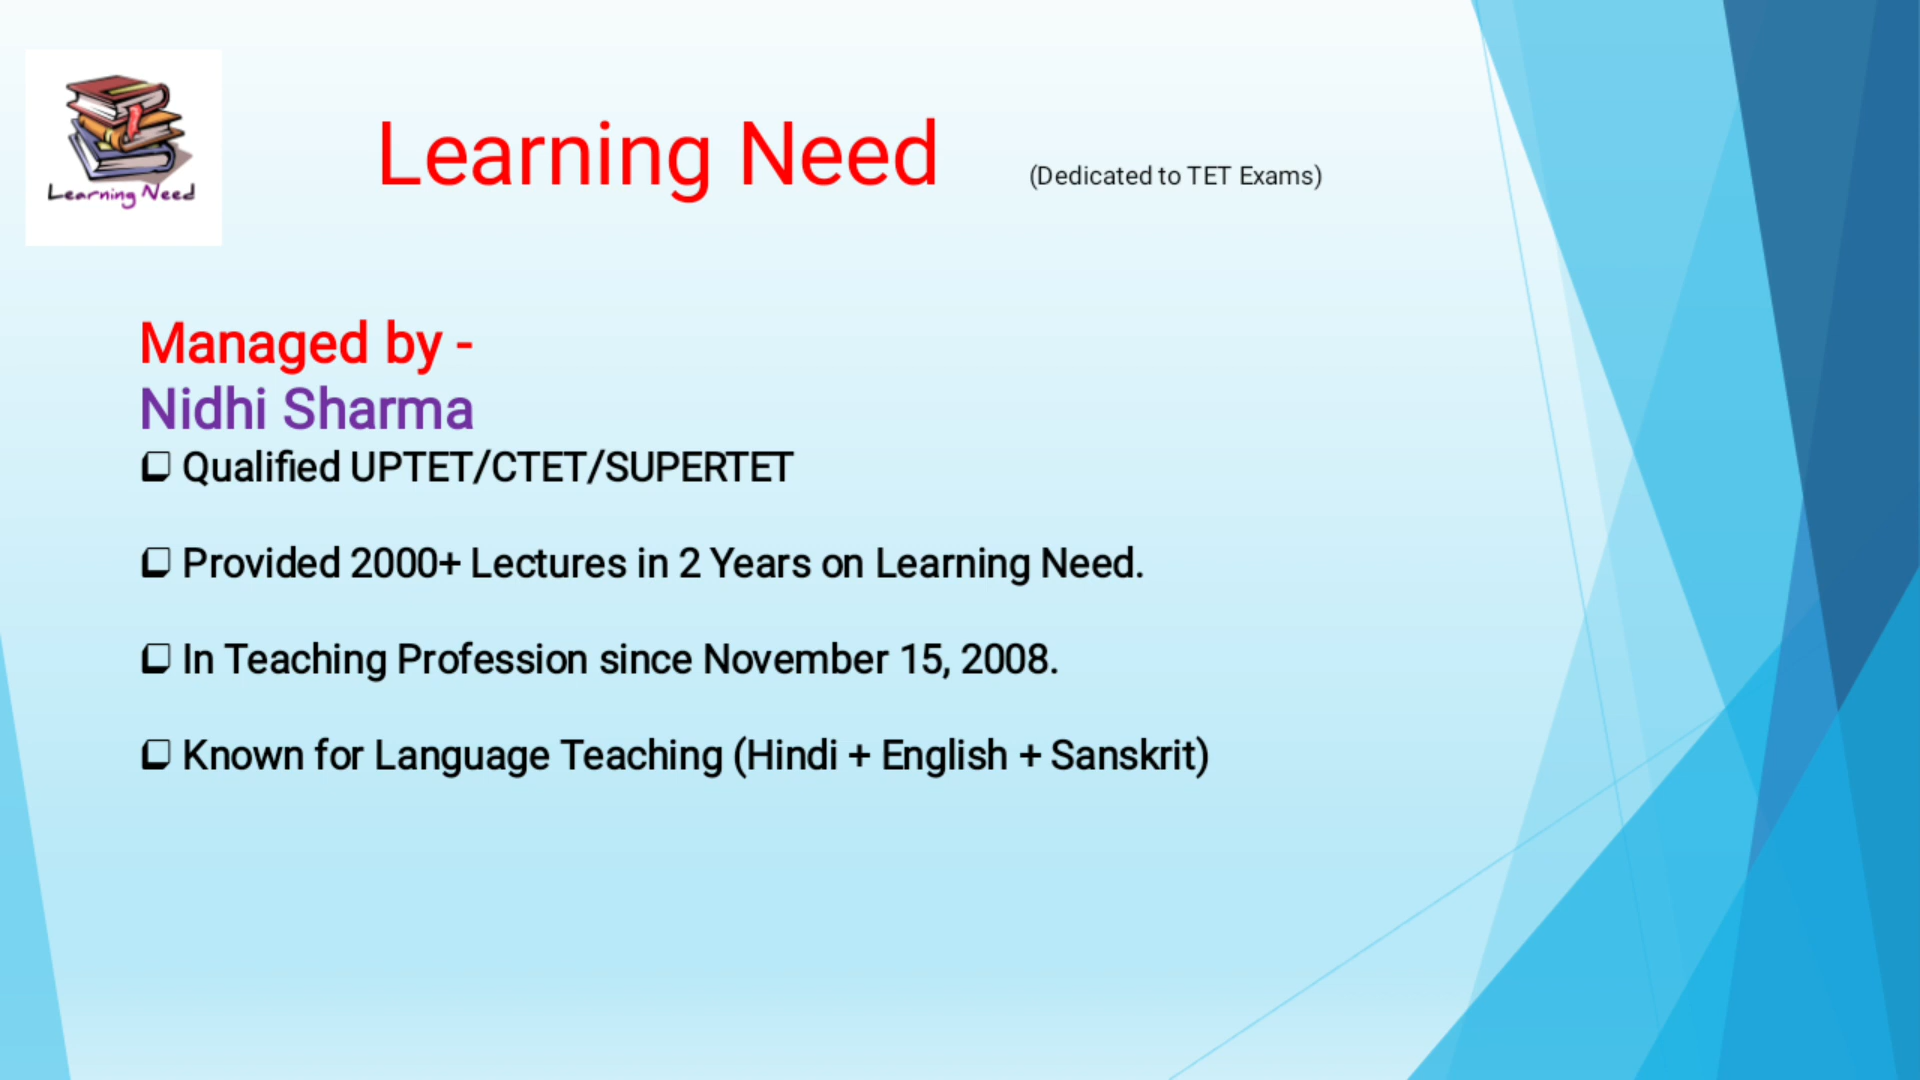 Learning Need
Learning Need (Dedicated to TET Exams)
Managed by -
Nidhi Sharma
❑ Qualified UPTET/CTET/SUPERTET
❑ Provided 2000+ Lectures in 2 Years on Learning Need.
❑ In Teaching Profession since November 15, 2008.
❑ Known for Language Teaching (Hindi + English + Sanskrit)